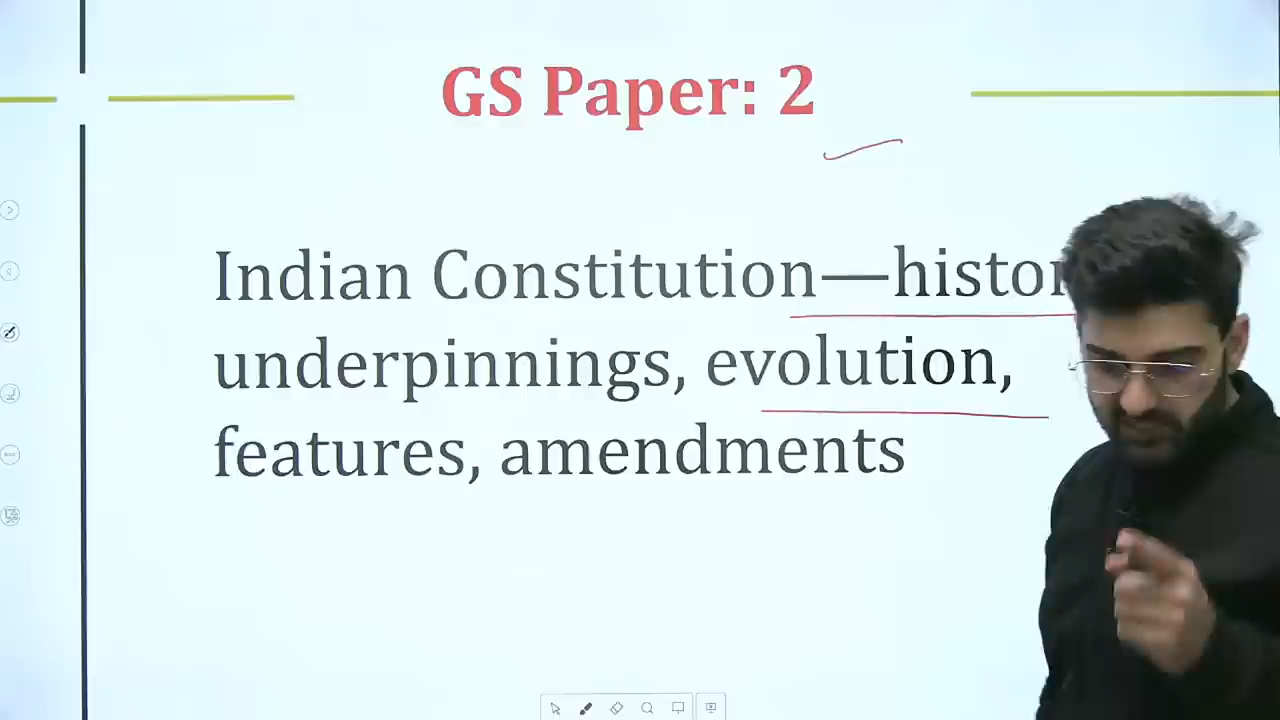 GS Paper: 2
Indian Constitution—histor
underpinnings, evolution,
features, amendments